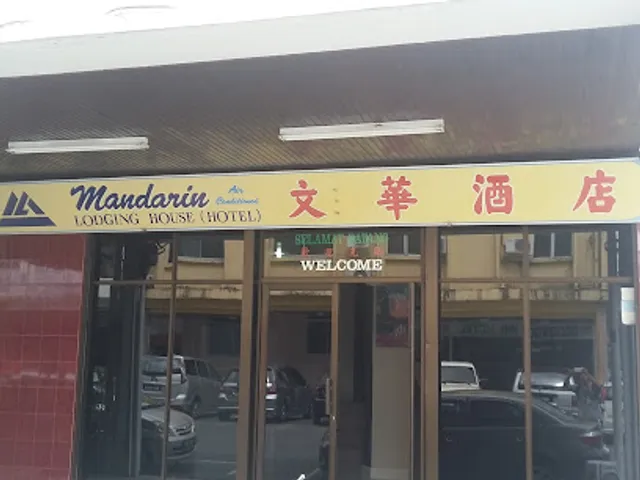 Mandarin
Air
Conditioned
LODGING HOUSE (HOTEL)
文華酒店
SELAMAT DATANG
WELCOME